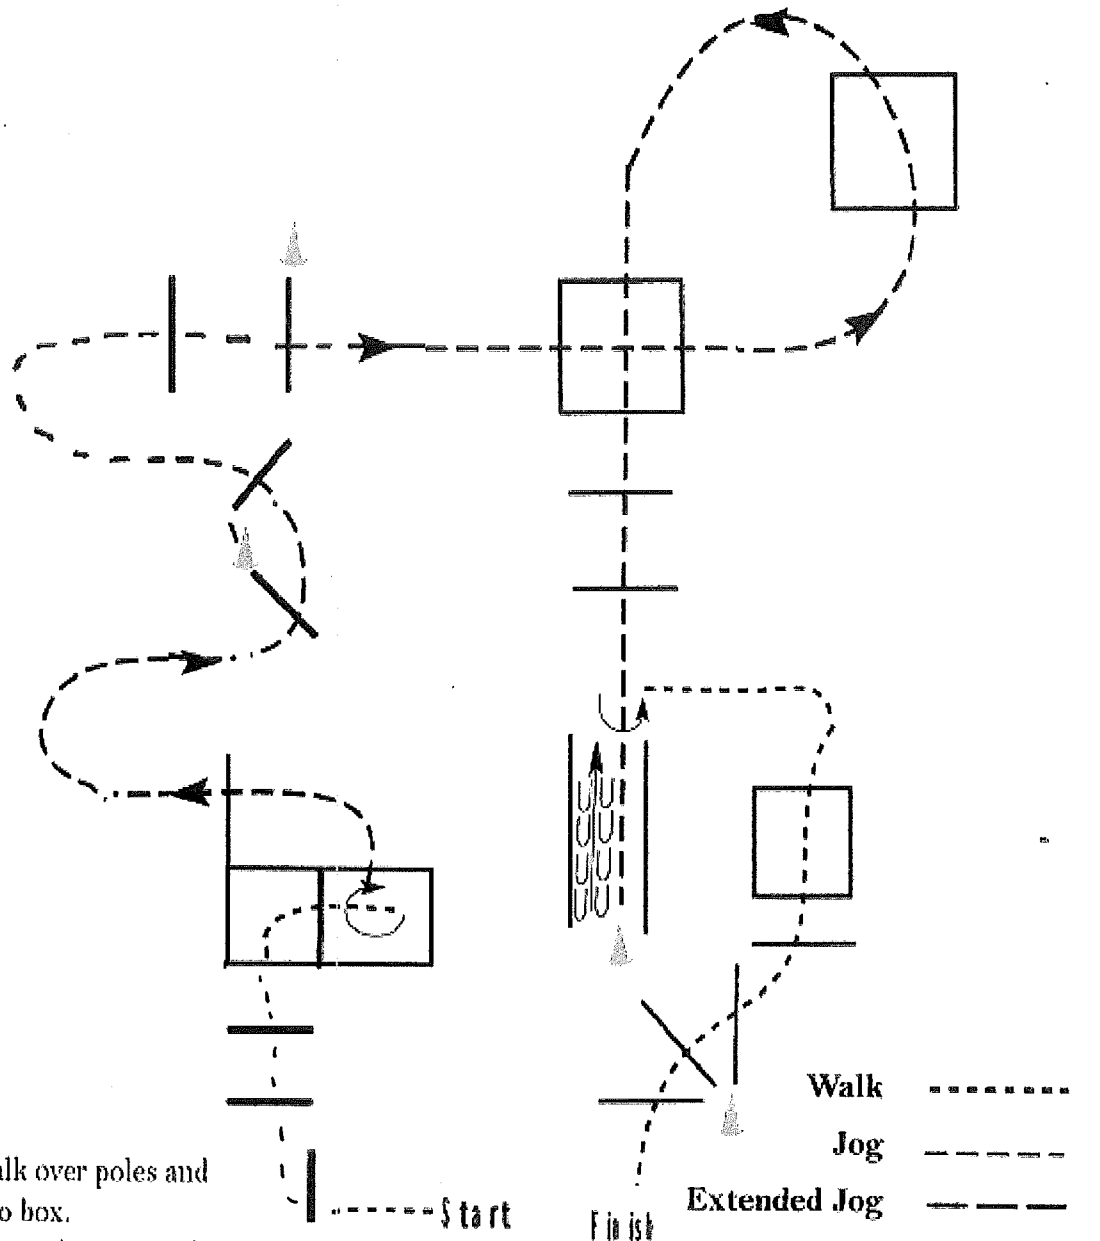 Walk
Jog
Extended Jog
Start
Finish
alk over poles and
o box.